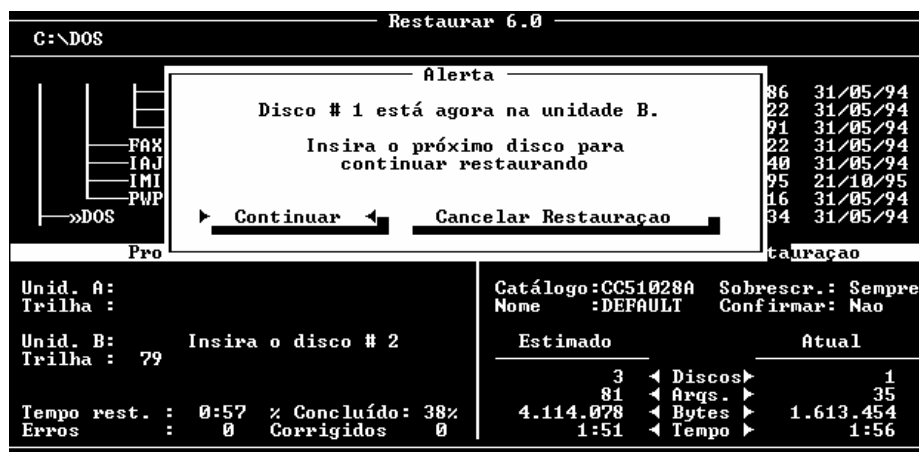 Restaurar 6.0
C:\DOS
Alerta
86 31/05/94
Disco # 1 está agora na unidade B.
22 31/05/94
91 31/05/94
FAX
Insira o próximo disco para
22 31/05/94
IAJ
continuar restaurando
40 31/05/94
IMI
95 21/10/95
PWP
16 31/05/94
»DOS
Continuar
Cancelar Restauraçao
34 31/05/94
Pro
tauraçao
Unid. A:
Catálogo:CC51028A Sobrescr.: Sempre
Trilha :
Nome :DEFAULT Confirmar: Nao
Unid. B: Insira o disco # 2
Estimado Atual
Trilha : 79
3 Discos 1
81 Arqs. 35
Tempo rest. : 0:57 % Concluído: 38%
4.114.078 Bytes 1.613.454
Erros : 0 Corrigidos 0
1:51 Tempo 1:56